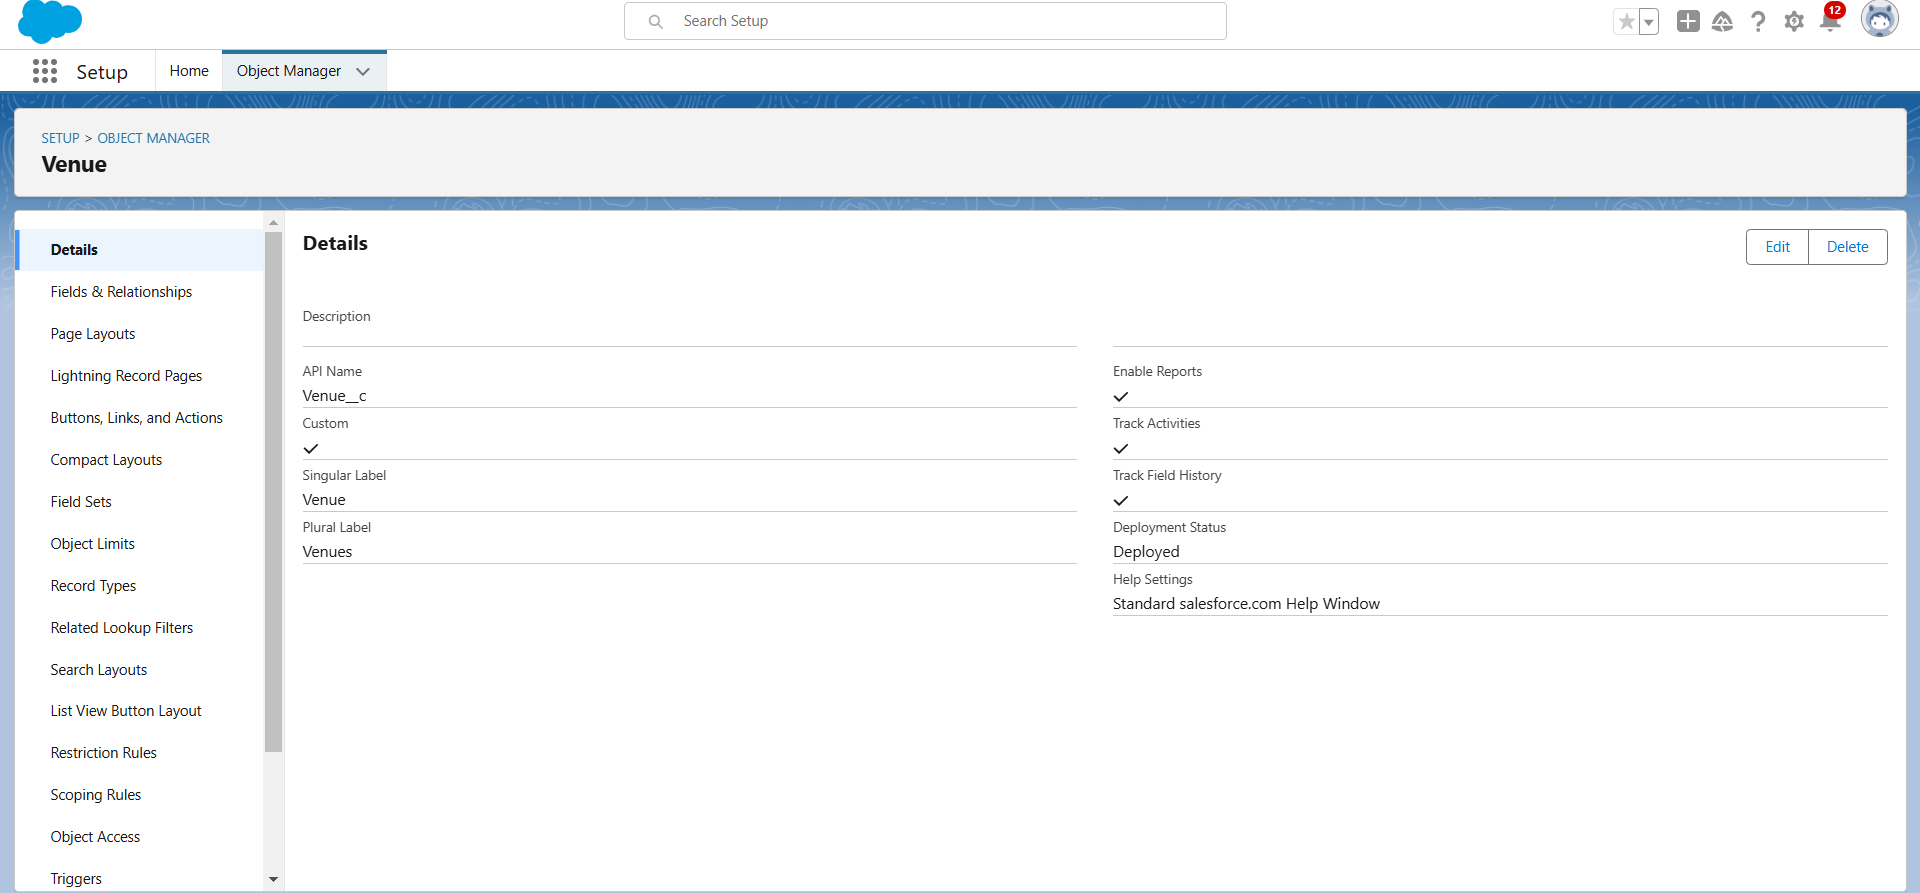 Search Setup
12
Setup
Home
Object Manager
SETUP > OBJECT MANAGER
Venue
Details
Fields & Relationships
Page Layouts
Lightning Record Pages
Buttons, Links, and Actions
Compact Layouts
Field Sets
Object Limits
Record Types
Related Lookup Filters
Search Layouts
List View Button Layout
Restriction Rules
Scoping Rules
Object Access
Triggers
Details
Edit
Delete
Description
API Name
Venue__c
Custom
Singular Label
Venue
Plural Label
Venues
Enable Reports
Track Activities
Track Field History
Deployment Status
Deployed
Help Settings
Standard salesforce.com Help Window